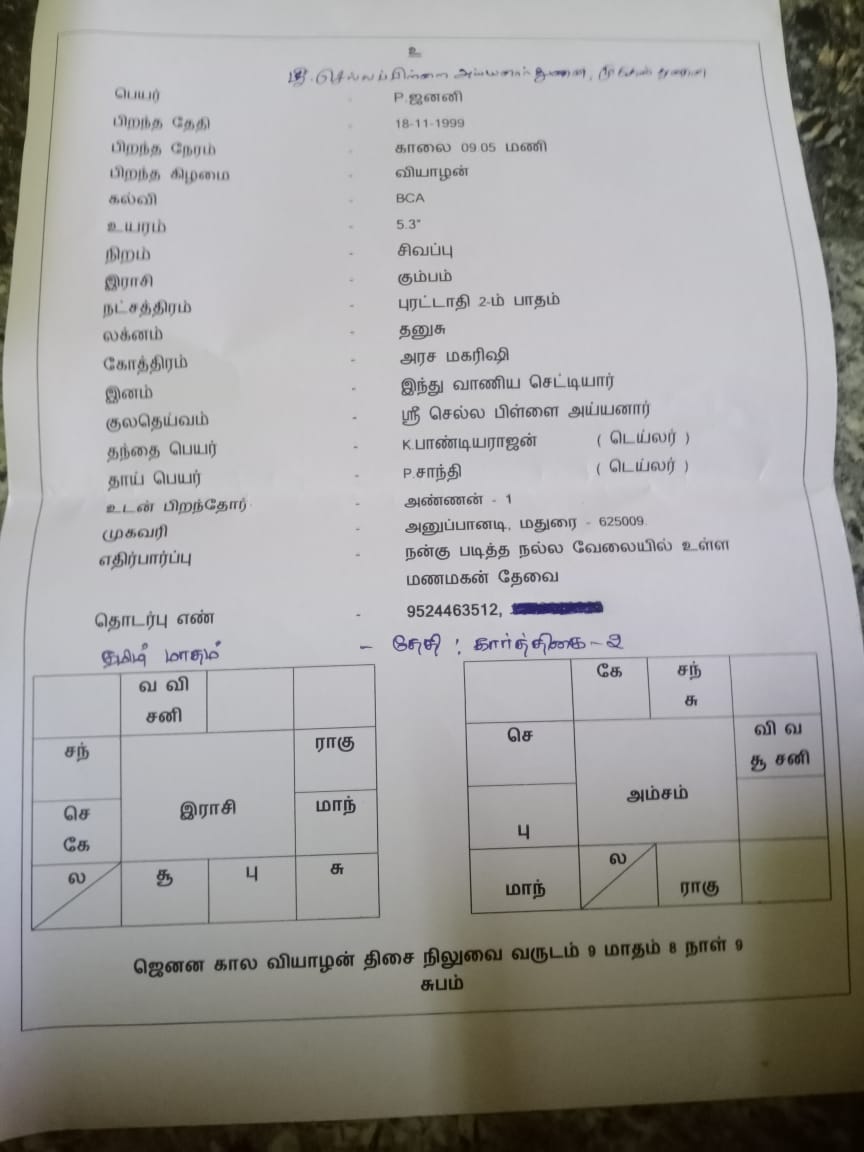 உ
ஸ்ரீ செல்லப்பிள்ளை அய்யனார் துணை,
பெயர் - P.ஜனனி
பிறந்த தேதி - 18-11-1999
பிறந்த நேரம் - காலை 09.05 மணி
பிறந்த கிழமை - வியாழன்
கல்வி - BCA
உயரம் - 5.3"
நிறம் - சிவப்பு
இராசி - கும்பம்
நட்சத்திரம் - புரட்டாதி 2-ம் பாதம்
லக்னம் - தனுசு
கோத்திரம் - அரச மகரிஷி
இனம் - இந்து வாணிய செட்டியார்
குலதெய்வம் - ஸ்ரீ செல்ல பிள்ளை அய்யனார்
தந்தை பெயர் - K.பாண்டியராஜன் ( டெய்லர் )
தாய் பெயர் - P.சாந்தி ( டெய்லர் )
உடன் பிறந்தோர் - அண்ணன் - 1
முகவரி - அனுப்பானடி, மதுரை - 625009.
எதிர்பார்ப்பு - நன்கு படித்த நல்ல வேலையில் உள்ள
மணமகன் தேவை
தொடர்பு எண் - 9524463512,
தமிழ் மாதம் - தேதி : கார்த்திகை - 2
வ வி
சனி
சந்
ராகு
செ
கே
இராசி
மாந்
ல
சூ
பு
சு
கே
சந்
சு
செ
வி வ
சூ சனி
அம்சம்
பு
மாந்
ல
ராகு
ஜெனன கால வியாழன் திசை நிலுவை வருடம் 9 மாதம் 8 நாள் 9
சுபம்